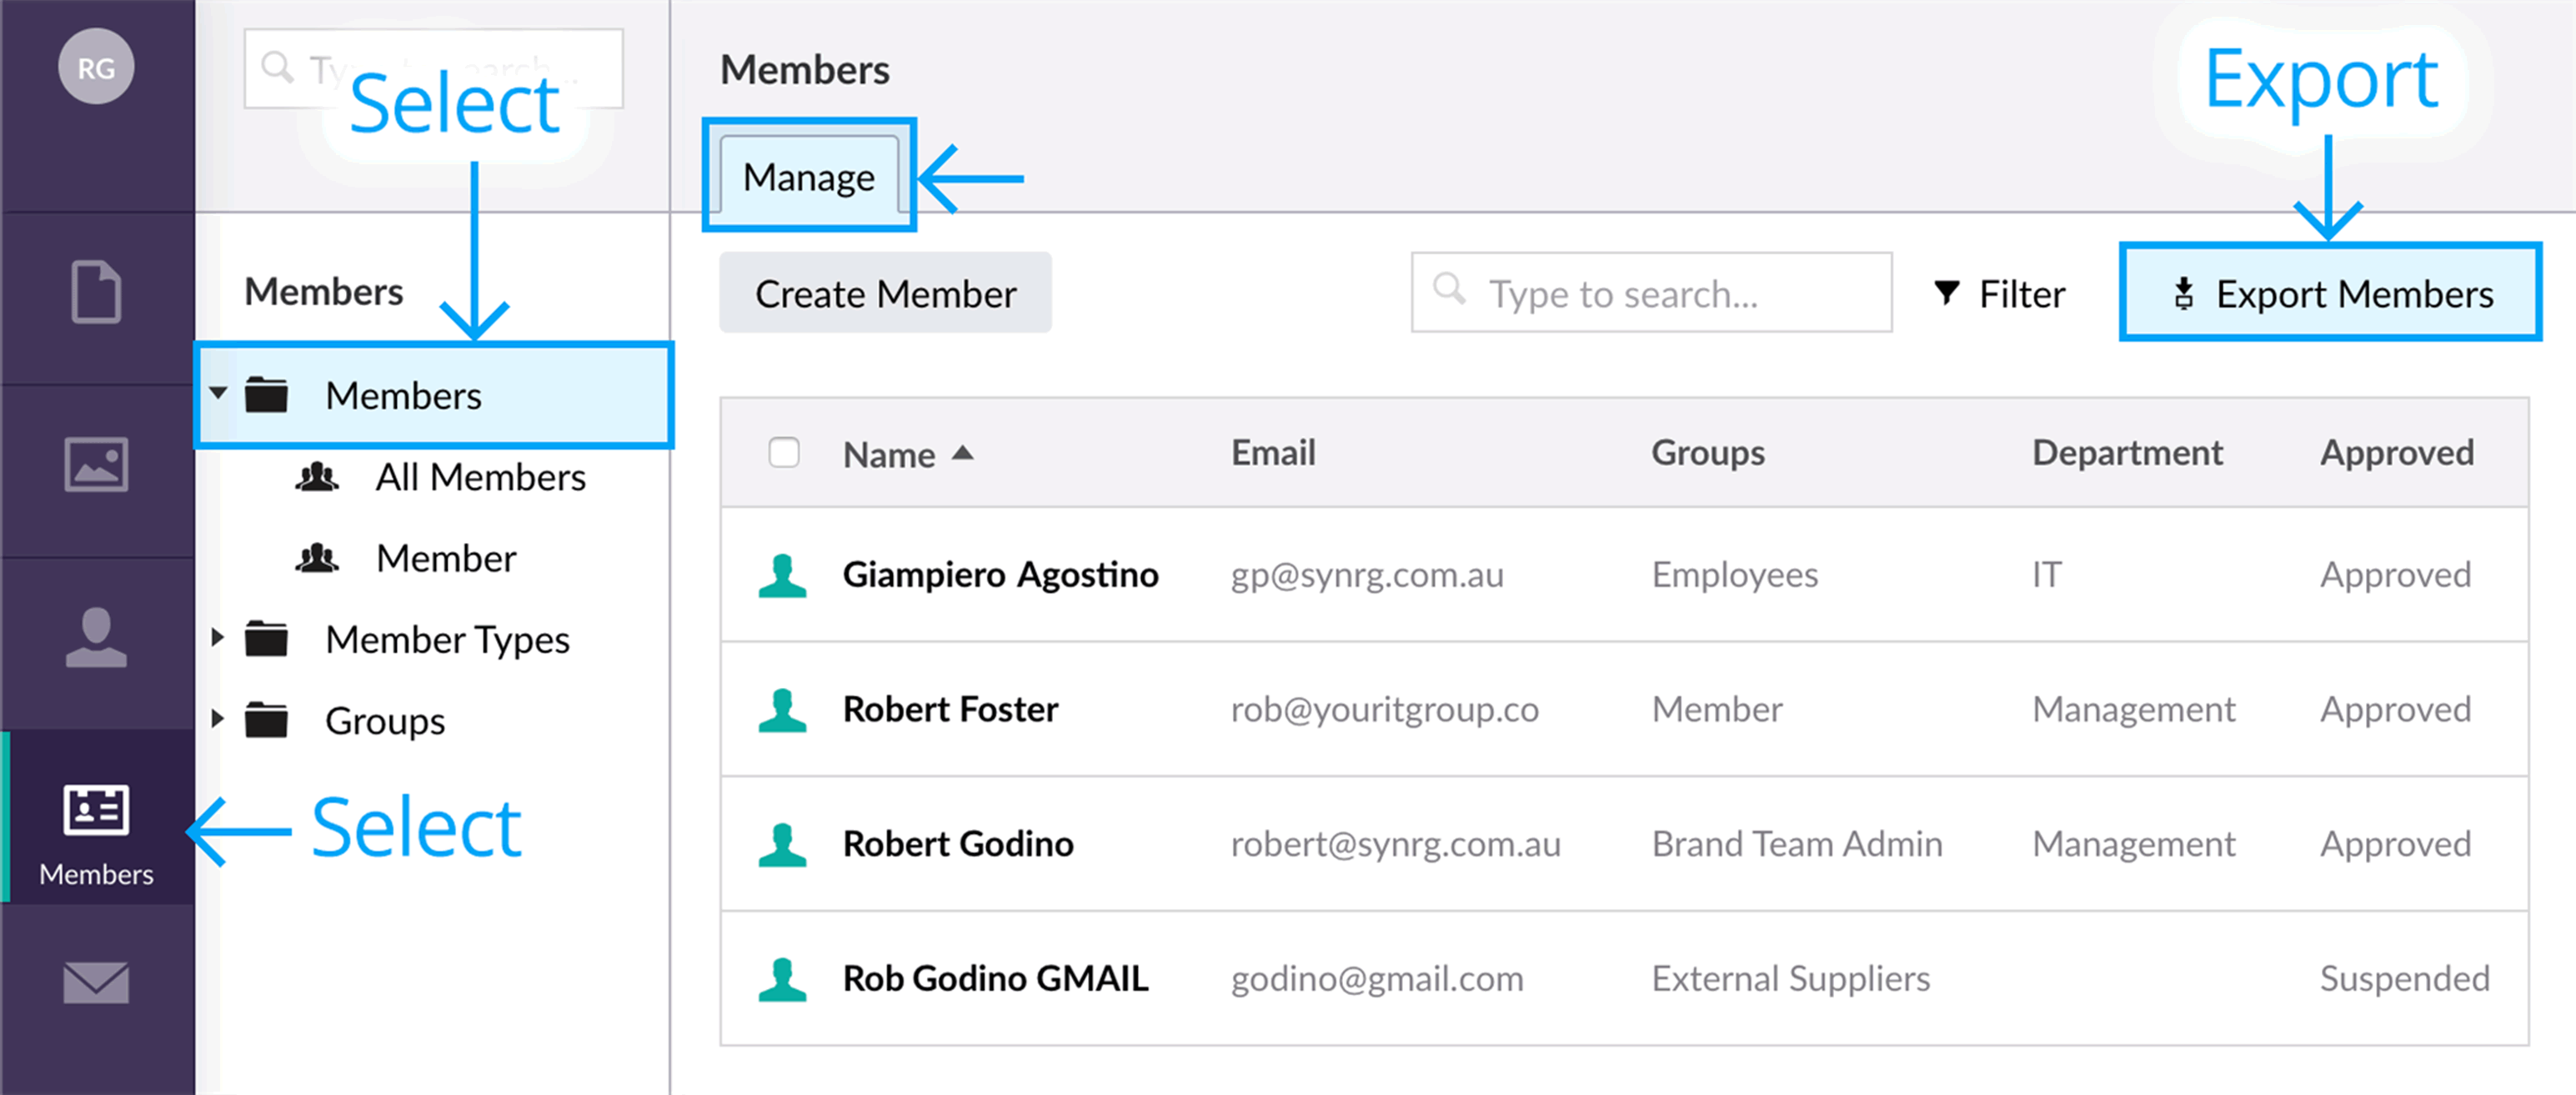 RG
Select
Members
Export
Manage
Members
Create Member
Type to search...
Filter
Export Members
Members
All Members
Member
Member Types
Groups
Select
Members
Name Email Groups Department Approved
Giampiero Agostino gp@synrg.com.au Employees IT Approved
Robert Foster rob@youritgroup.co Member Management Approved
Robert Godino robert@synrg.com.au Brand Team Admin Management Approved
Rob Godino GMAIL godino@gmail.com External Suppliers Suspended